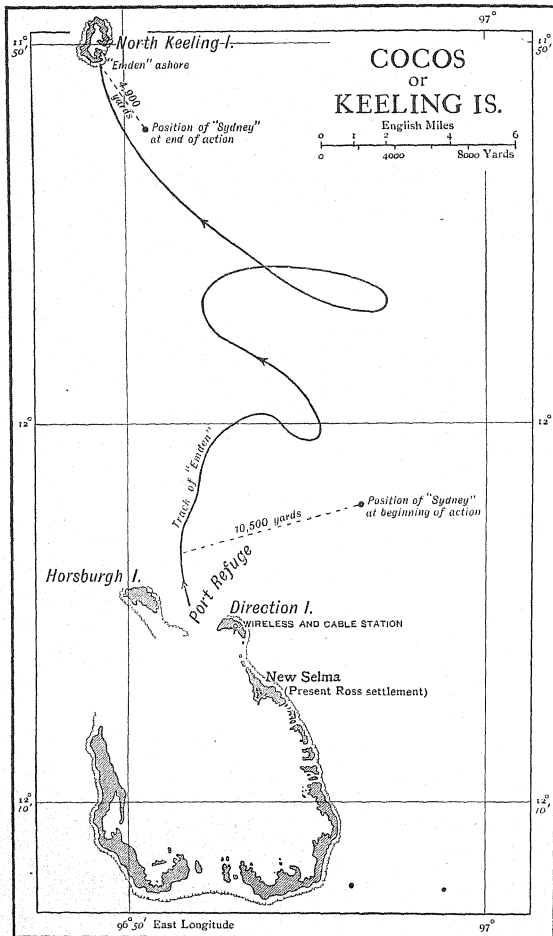 97°
11°
50'
11°
50'
North Keeling I.
"Emden" ashore
4,900
yards
Position of "Sydney"
at end of action
COCOS
or
KEELING IS.
English Miles
0 1 2 4 6
0 4000 8000 Yards
12°
12°
Track of "Emden"
10,500 yards
Position of "Sydney"
at beginning of action
Port Refuge
Horsburgh I.
Direction I.
WIRELESS AND CABLE STATION
New Selma
(Present Ross settlement)
12°
10'
12°
10'
96° 50' East Longitude
97°